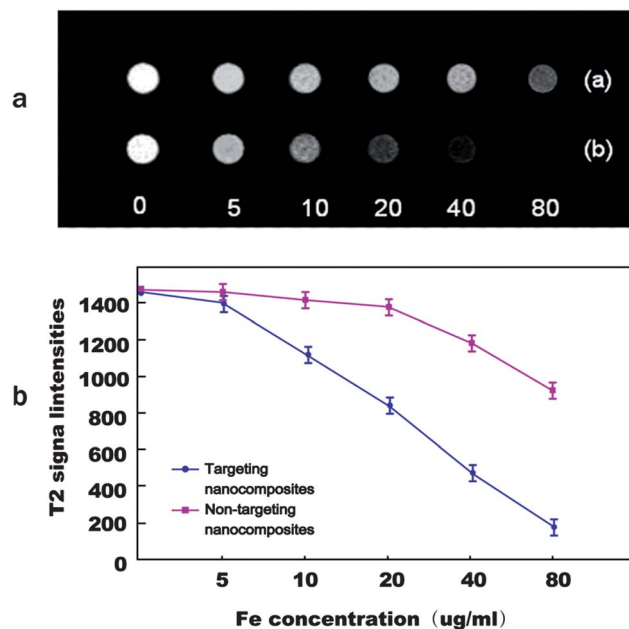 a
(a)
(b)
0 5 10 20 40 80
b
T2 signa lintensities
1400
1200
1000
800
600
400
200
0
Targeting
nanocomposites
Non-targeting
nanocomposites
5 10 20 40 80
Fe concentration（ug/ml）